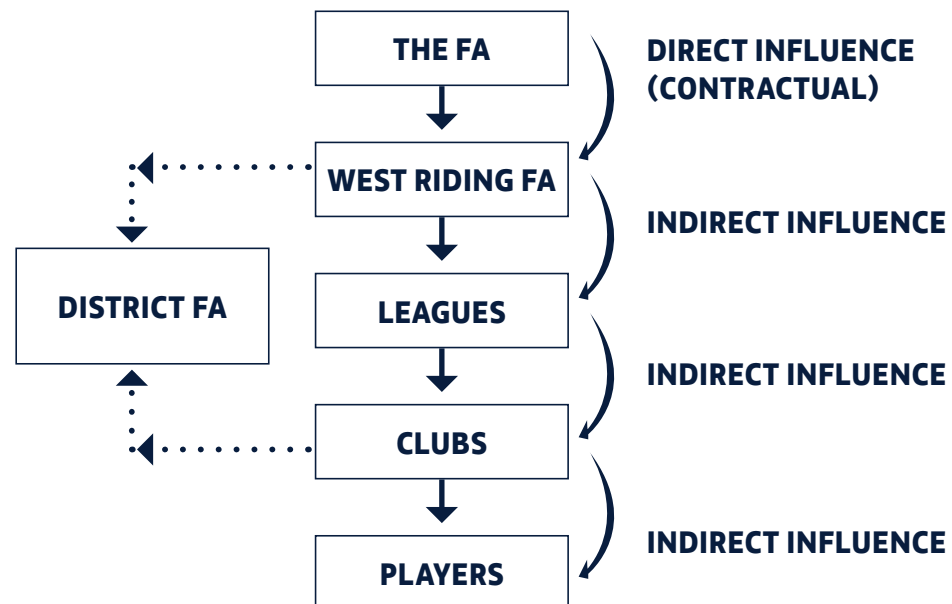 THE FA
DIRECT INFLUENCE
(CONTRACTUAL)
WEST RIDING FA
INDIRECT INFLUENCE
DISTRICT FA
LEAGUES
INDIRECT INFLUENCE
CLUBS
INDIRECT INFLUENCE
PLAYERS